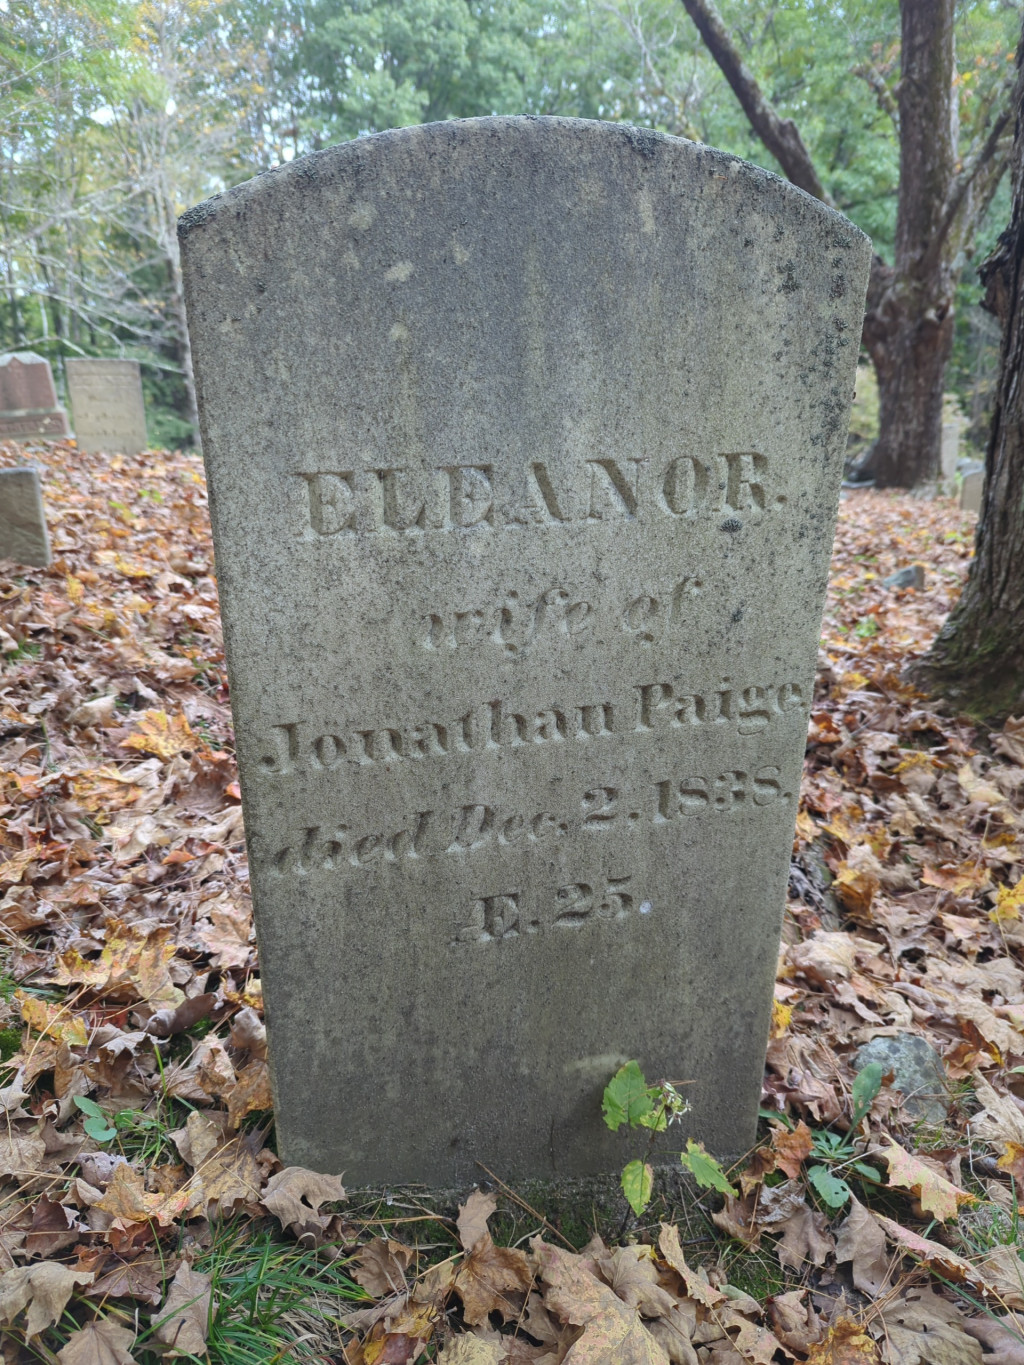 ELEANOR.
wife of
Jonathan Paige
died Dec. 2, 1838.
Æ. 25.